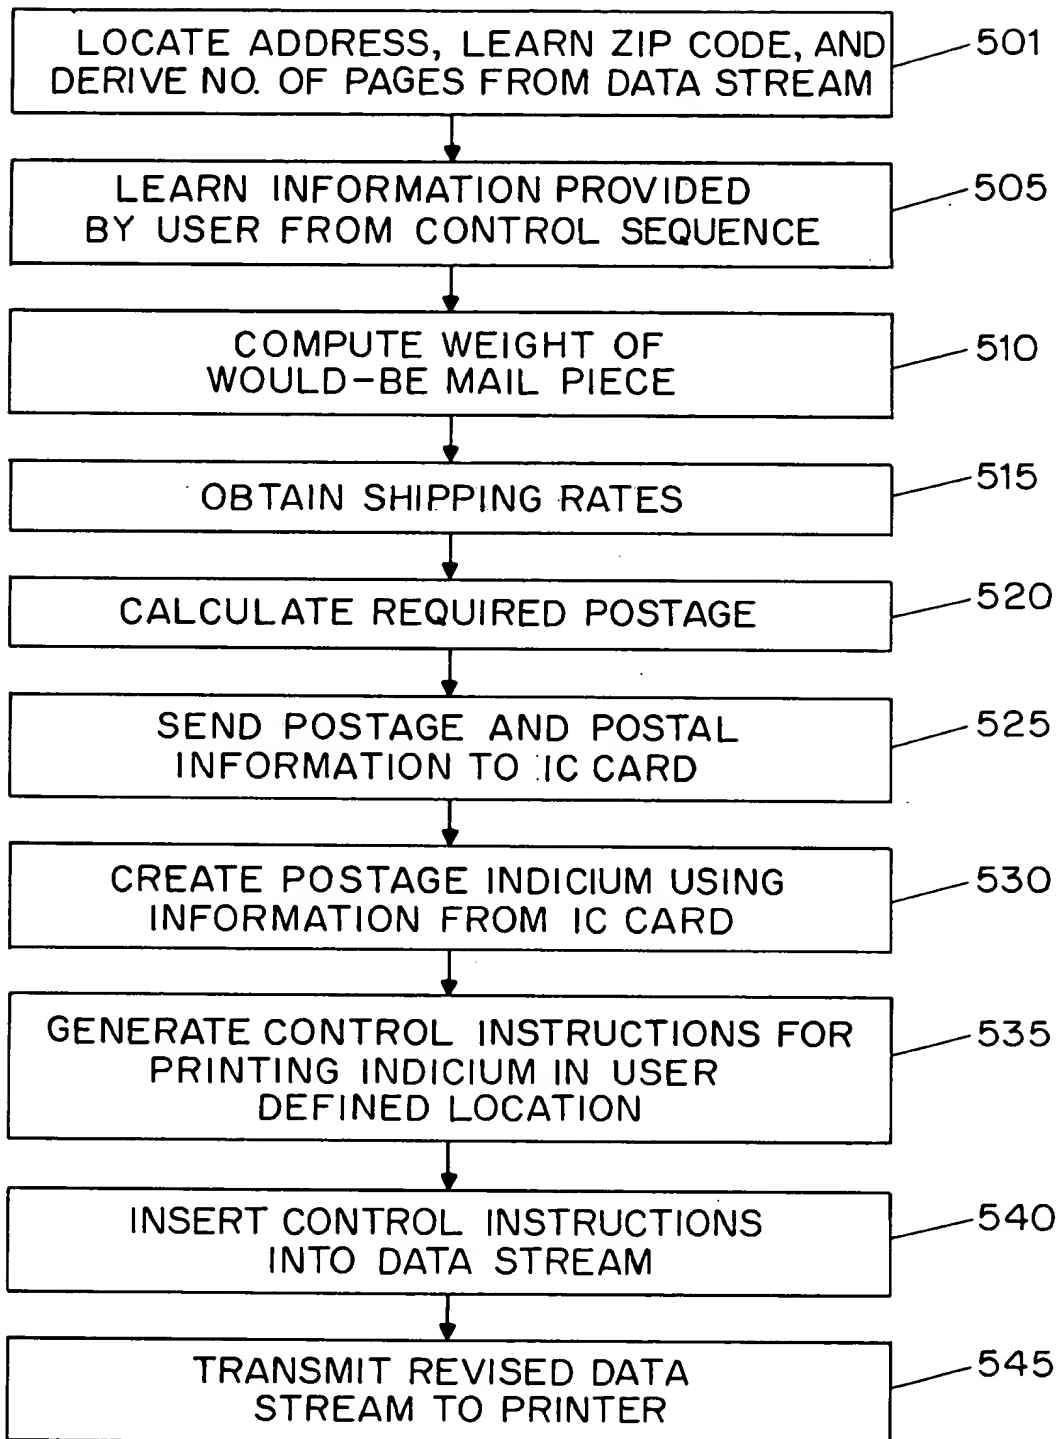 LOCATE ADDRESS, LEARN ZIP CODE, AND
DERIVE NO. OF PAGES FROM DATA STREAM
501
LEARN INFORMATION PROVIDED
BY USER FROM CONTROL SEQUENCE
505
COMPUTE WEIGHT OF
WOULD-BE MAIL PIECE
510
OBTAIN SHIPPING RATES
515
CALCULATE REQUIRED POSTAGE
520
SEND POSTAGE AND POSTAL
INFORMATION TO IC CARD
525
CREATE POSTAGE INDICIUM USING
INFORMATION FROM IC CARD
530
GENERATE CONTROL INSTRUCTIONS FOR
PRINTING INDICIUM IN USER
DEFINED LOCATION
535
INSERT CONTROL INSTRUCTIONS
INTO DATA STREAM
540
TRANSMIT REVISED DATA
STREAM TO PRINTER
545